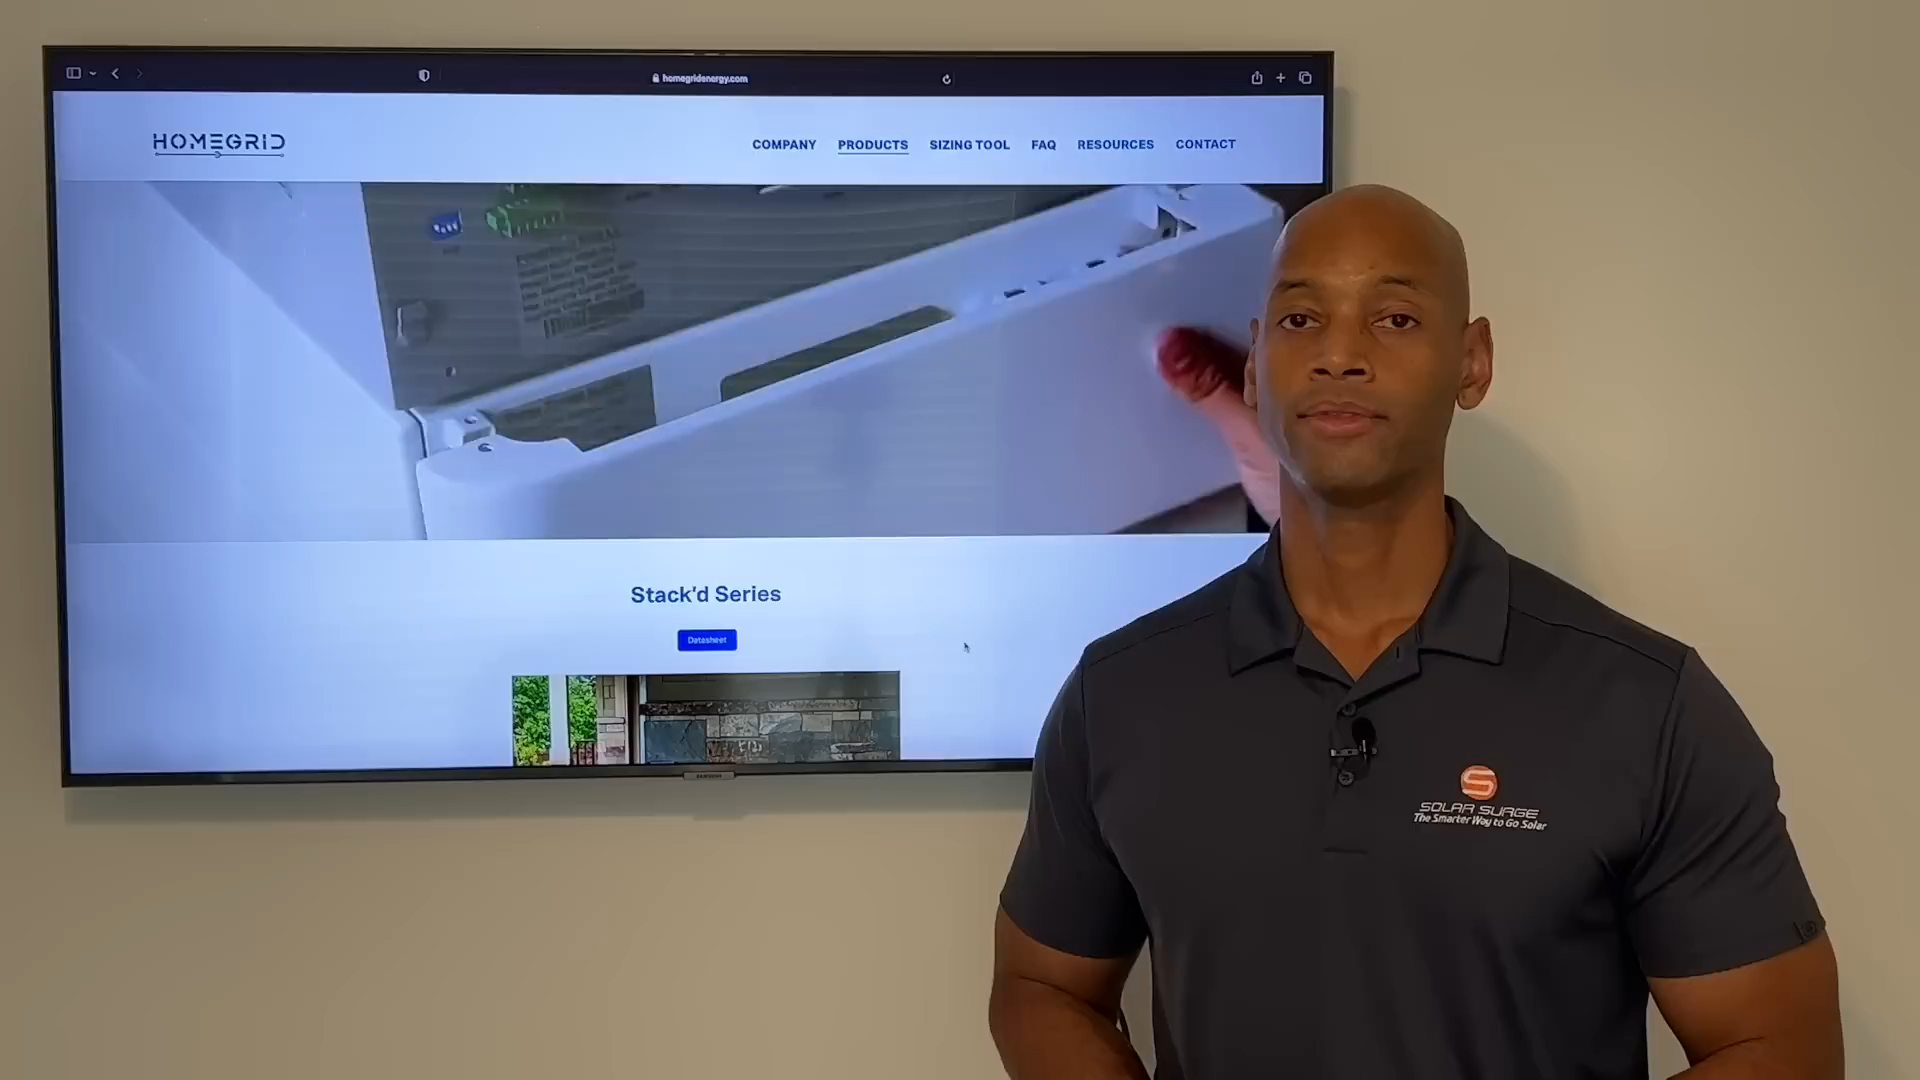 homegridenergy.com
HOMEGRID
COMPANY PRODUCTS SIZING TOOL FAQ RESOURCES CONTACT
Stack'd Series
Datasheet
SAMSUNG
S
SOLAR SURGE
The Smarter Way to Go Solar